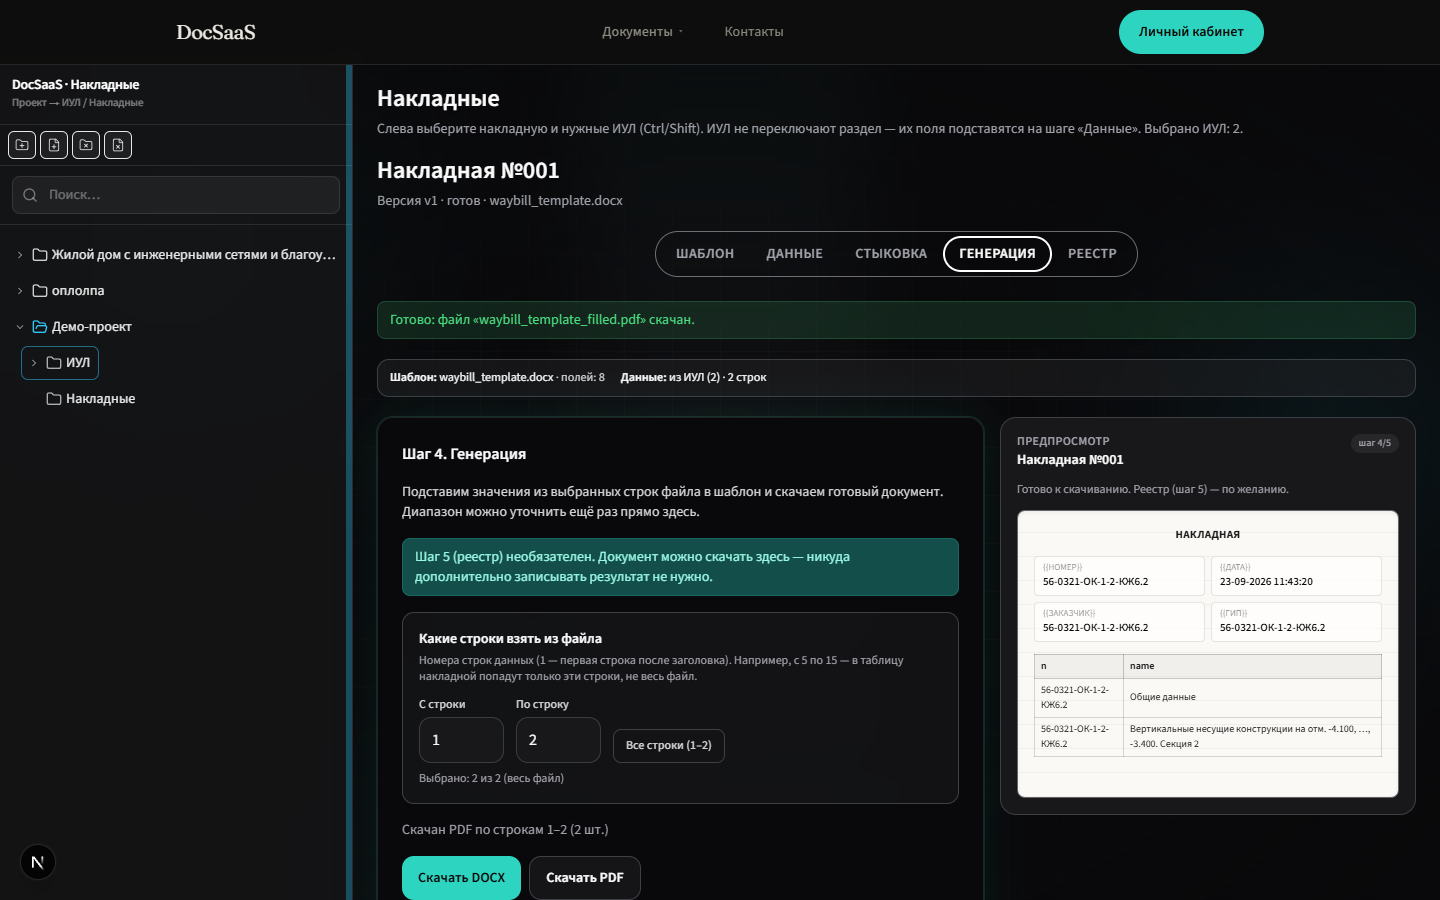 DocSaaS
Документы
Контакты
Личный кабинет
DocSaaS · Накладные
Проект → ИУЛ / Накладные
Поиск…
Жилой дом с инженерными сетями и благоу…
оплолпа
Демо-проект
ИУЛ
Накладные
Накладные
Слева выберите накладную и нужные ИУЛ (Ctrl/Shift). ИУЛ не переключают раздел — их поля подставятся на шаге «Данные». Выбрано ИУЛ: 2.
Накладная №001
Версия v1 · готов · waybill_template.docx
ШАБЛОН
ДАННЫЕ
СТЫКОВКА
ГЕНЕРАЦИЯ
РЕЕСТР
Готово: файл «waybill_template_filled.pdf» скачан.
Шаблон: waybill_template.docx · полей: 8 Данные: из ИУЛ (2) · 2 строк
Шаг 4. Генерация
Подставим значения из выбранных строк файла в шаблон и скачаем готовый документ.
Диапазон можно уточнить ещё раз прямо здесь.
Шаг 5 (реестр) необязателен. Документ можно скачать здесь — никуда
дополнительно записывать результат не нужно.
Какие строки взять из файла
Номера строк данных (1 — первая строка после заголовка). Например, с 5 по 15 — в таблицу
накладной попадут только эти строки, не весь файл.
С строки
По строку
1
2
Все строки (1–2)
Выбрано: 2 из 2 (весь файл)
Скачан PDF по строкам 1–2 (2 шт.)
Скачать DOCX
Скачать PDF
ПРЕДПРОСМОТР
шаг 4/5
Накладная №001
Готово к скачиванию. Реестр (шаг 5) — по желанию.
НАКЛАДНАЯ
{{НОМЕР}}
56-0321-ОК-1-2-КЖ6.2
{{ДАТА}}
23-09-2026 11:43:20
{{ЗАКАЗЧИК}}
56-0321-ОК-1-2-КЖ6.2
{{ГИП}}
56-0321-ОК-1-2-КЖ6.2
n
name
56-0321-ОК-1-2-
КЖ6.2
Общие данные
56-0321-ОК-1-2-
КЖ6.2
Вертикальные несущие конструкции на отм. -4.100, …,
-3.400. Секция 2
N